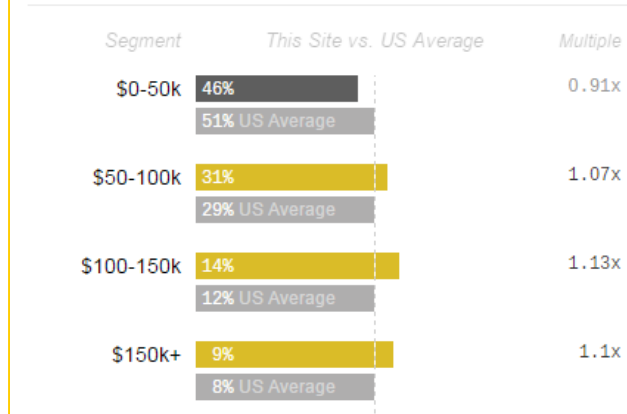 Segment This Site vs. US Average Multiple
$0-50k 46% 0.91x
51% US Average
$50-100k 31% 1.07x
29% US Average
$100-150k 14% 1.13x
12% US Average
$150k+ 9% 1.1x
8% US Average